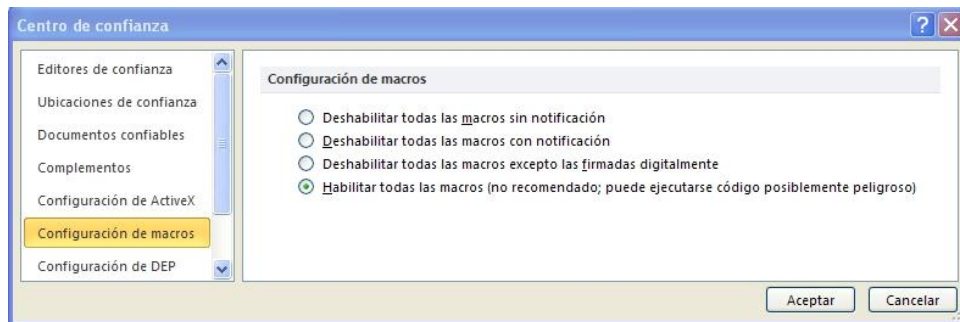 Centro de confianza
Editores de confianza
Ubicaciones de confianza
Documentos confiables
Complementos
Configuración de ActiveX
Configuración de macros
Configuración de DEP
Configuración de macros
Deshabilitar todas las macros sin notificación
Deshabilitar todas las macros con notificación
Deshabilitar todas las macros excepto las firmadas digitalmente
Habilitar todas las macros (no recomendado; puede ejecutarse código posiblemente peligroso)
Aceptar
Cancelar